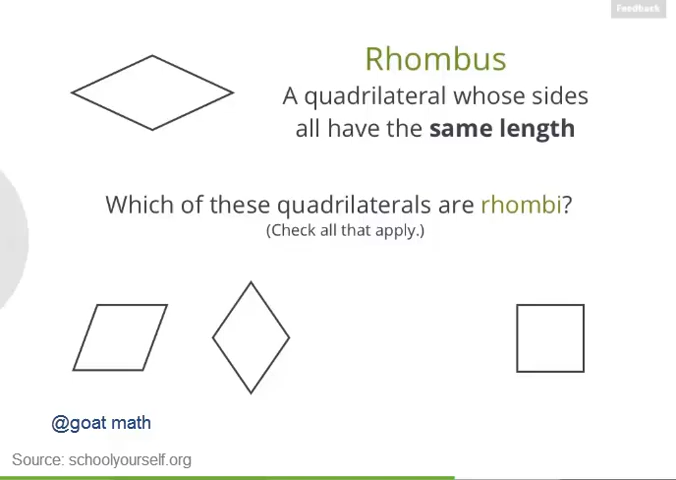 Feedback
Rhombus
A quadrilateral whose sides
all have the same length
Which of these quadrilaterals are rhombi?
(Check all that apply.)
@goat math
Source: schoolyourself.org